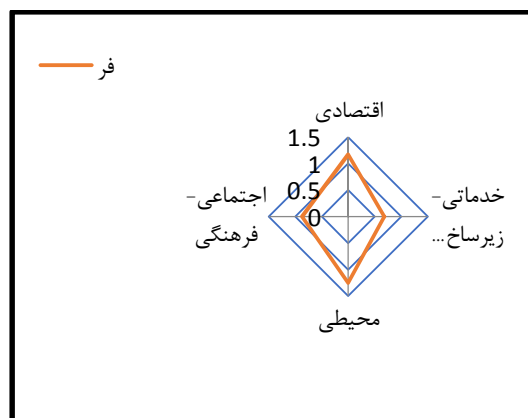 فر
اقتصادی
1.5
1
0.5
0
خدماتی-
زیرساخ...
اجتماعی-
فرهنگی
محیطی